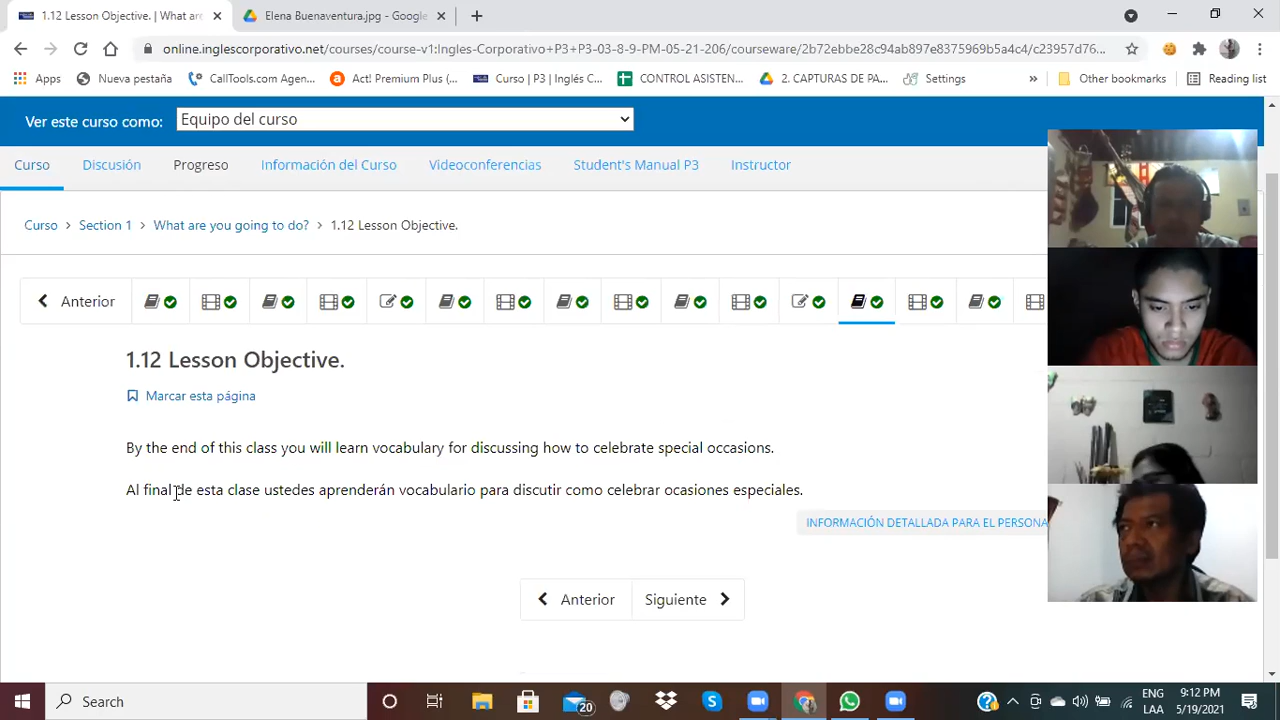 1.12 Lesson Objective. | What are
Elena Buenaventura.jpg - Google
online.inglescorporativo.net/courses/course-v1:Ingles-Corporativo+P3+P3-03-8-9-PM-05-21-206/courseware/2b72ebbe28c94ab897e8375969b5a4c4/c23957d76...
Apps
Nueva pestaña
CallTools.com Agen...
Act! Premium Plus (...
Curso | P3 | Inglés C...
CONTROL ASISTEN...
2. CAPTURAS DE PA...
Settings
»
Other bookmarks
Reading list
Ver este curso como:
Equipo del curso
Curso
Discusión
Progreso
Información del Curso
Videoconferencias
Student's Manual P3
Instructor
Curso > Section 1 > What are you going to do? > 1.12 Lesson Objective.
Anterior
1.12 Lesson Objective.
Marcar esta página
By the end of this class you will learn vocabulary for discussing how to celebrate special occasions.
Al final de esta clase ustedes aprenderán vocabulario para discutir como celebrar ocasiones especiales.
INFORMACIÓN DETALLADA PARA EL PERSONA
Anterior
Siguiente
Search
20
ENG
LAA
9:12 PM
5/19/2021